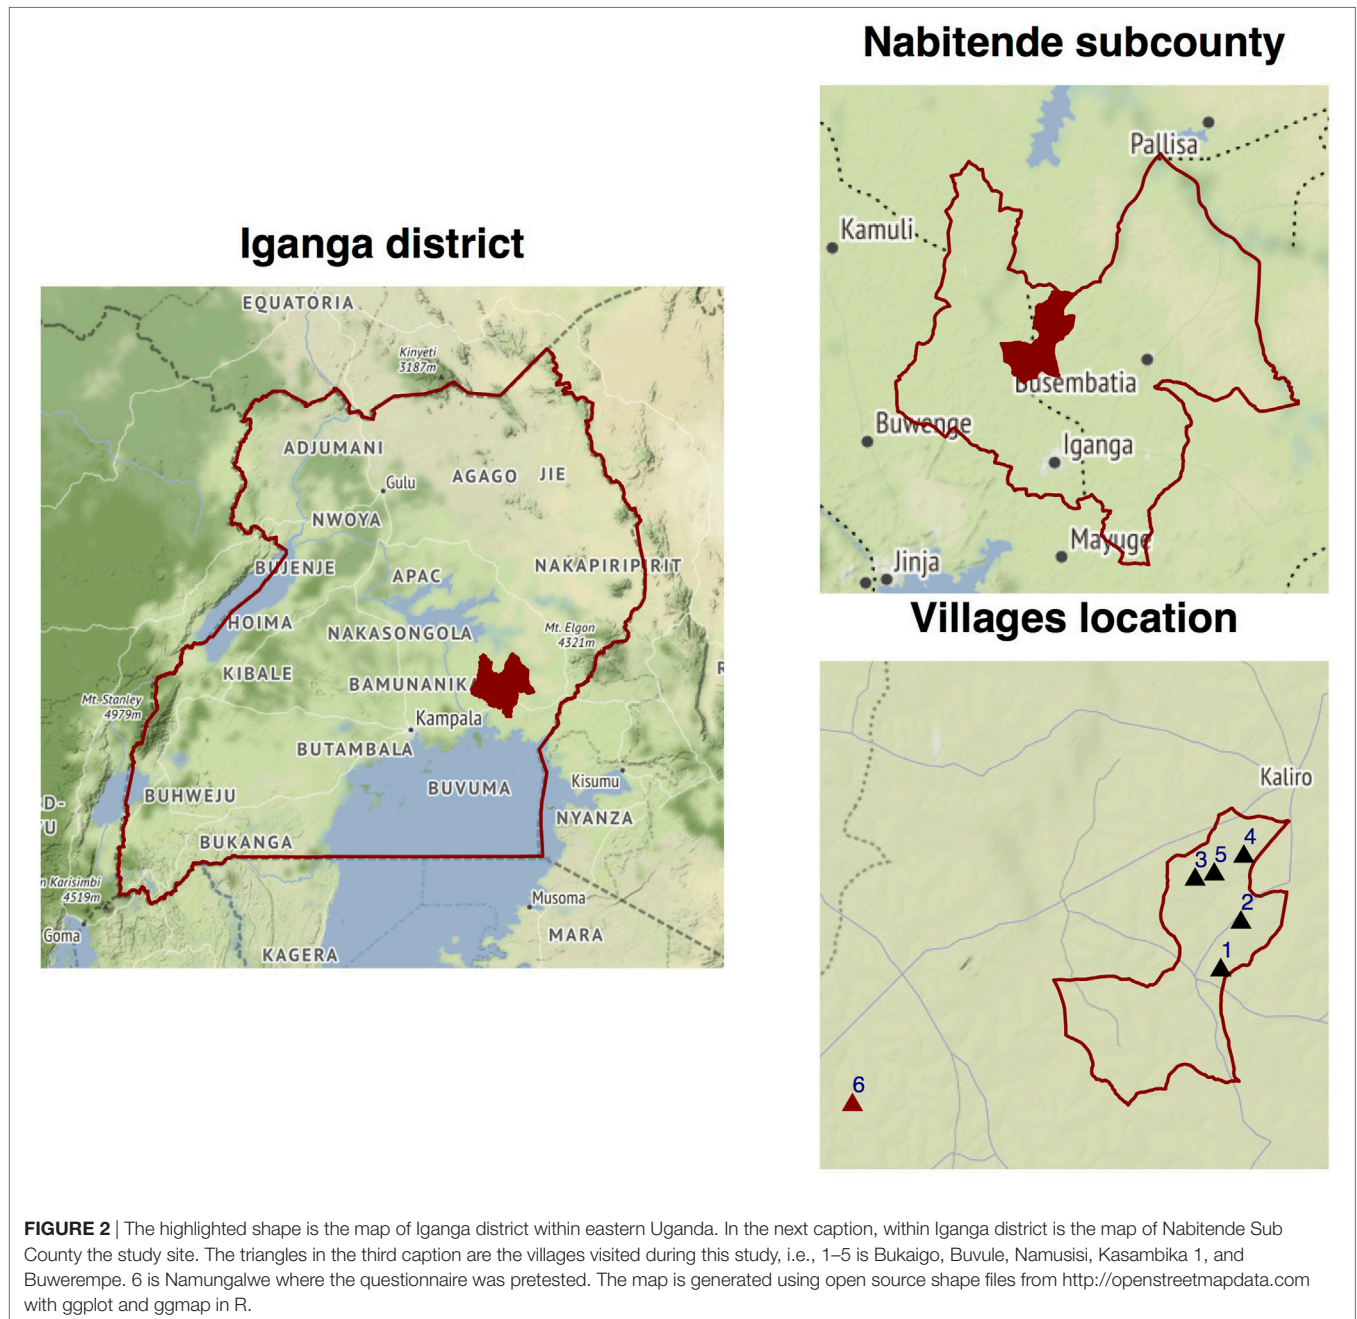 Nabitende subcounty
Pallisa
Kamuli
Busembatia
Buwenge
Iganga
Mayuge
Jinja
Iganga district
EQUATORIA
Kinyeti
3187m
ADJUMANI
AGAGO
JIE
Gulu
NWOYA
BUJENJE
APAC
NAKAPIRIPIRIT
HOIMA
NAKASONGOLA
Mt. Elgon
4321m
KIBALE
BAMUNANIK
Mt. Stanley
4979m
Kampala
BUTAMBALA
BUHWEJU
BUVUMA
Kisumu
NYANZA
BUKANGA
n Karisimbi
4519m
Musoma
Goma
MARA
KAGERA
OD-
YU
R
Villages location
Kaliro
4
3
5
2
1
6
FIGURE 2 | The highlighted shape is the map of Iganga district within eastern Uganda. In the next caption, within Iganga district is the map of Nabitende Sub
County the study site. The triangles in the third caption are the villages visited during this study, i.e., 1–5 is Bukaigo, Buvule, Namusisi, Kasambika 1, and
Buwerempe. 6 is Namungalwe where the questionnaire was pretested. The map is generated using open source shape files from http://openstreetmapdata.com
with ggplot and ggmap in R.